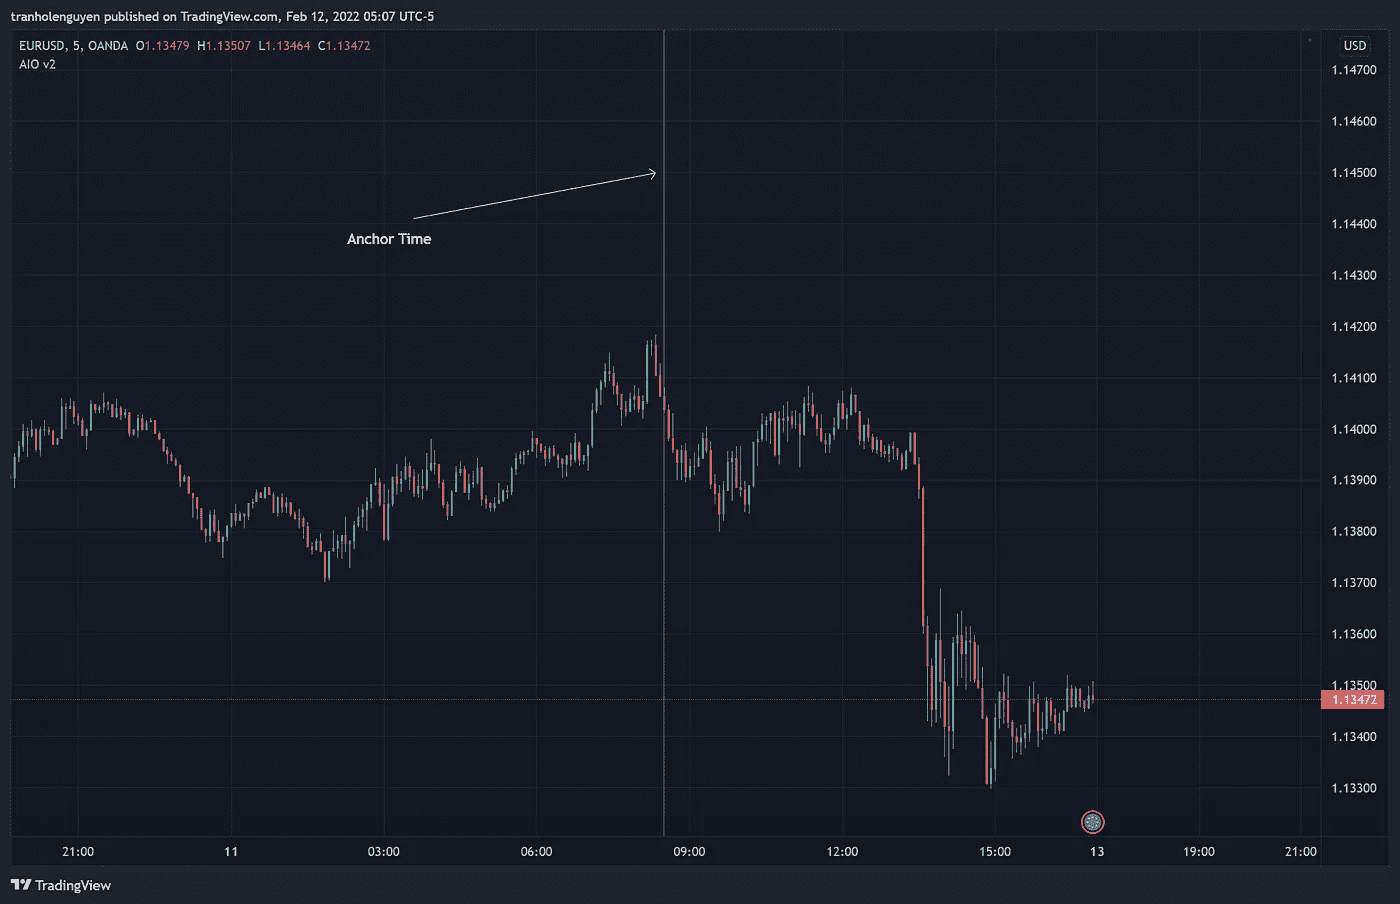 tranholenguyen published on TradingView.com, Feb 12, 2022 05:07 UTC-5
EURUSD, 5, OANDA O1.13479 H1.13507 L1.13464 C1.13472
AIO v2
USD
1.14700
1.14600
1.14500
1.14400
1.14300
1.14200
1.14100
1.14000
1.13900
1.13800
1.13700
1.13600
1.13500
1.13472
1.13400
1.13300
Anchor Time
21:00 11 03:00 06:00 09:00 12:00 15:00 13 19:00 21:00
TradingView